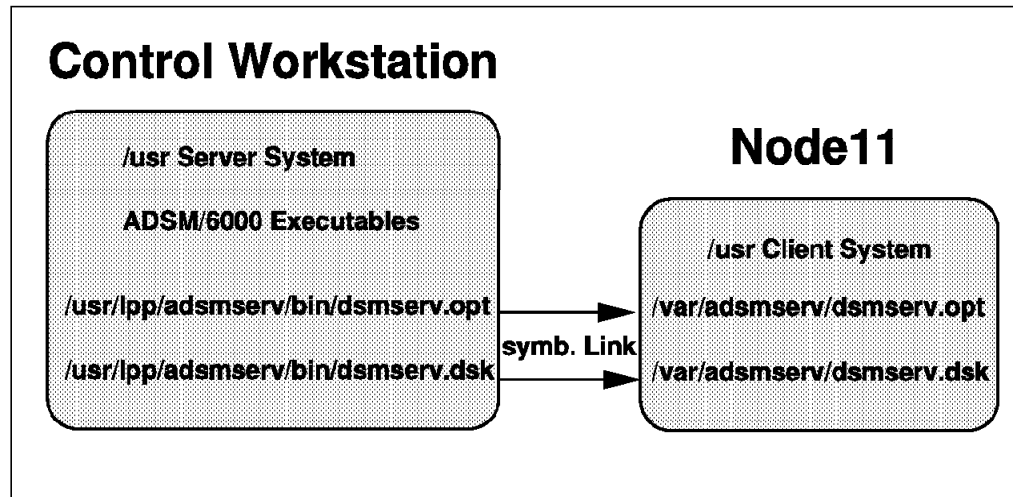 Control Workstation
/usr Server System
ADSM/6000 Executables
/usr/lpp/adsmserv/bin/dsmserv.opt
/usr/lpp/adsmserv/bin/dsmserv.dsk
symb. Link
Node11
/usr Client System
/var/adsmserv/dsmserv.opt
/var/adsmserv/dsmserv.dsk